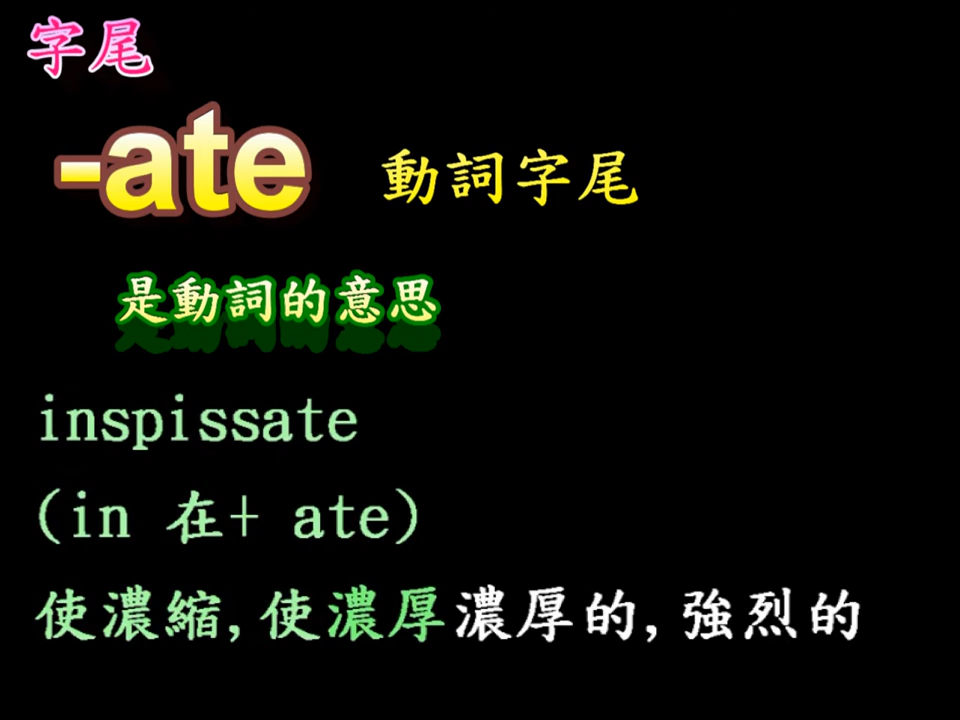 字尾
-ate 動詞字尾
是動詞的意思
inspissate
(in 在+ ate)
使濃縮,使濃厚濃厚的,強烈的